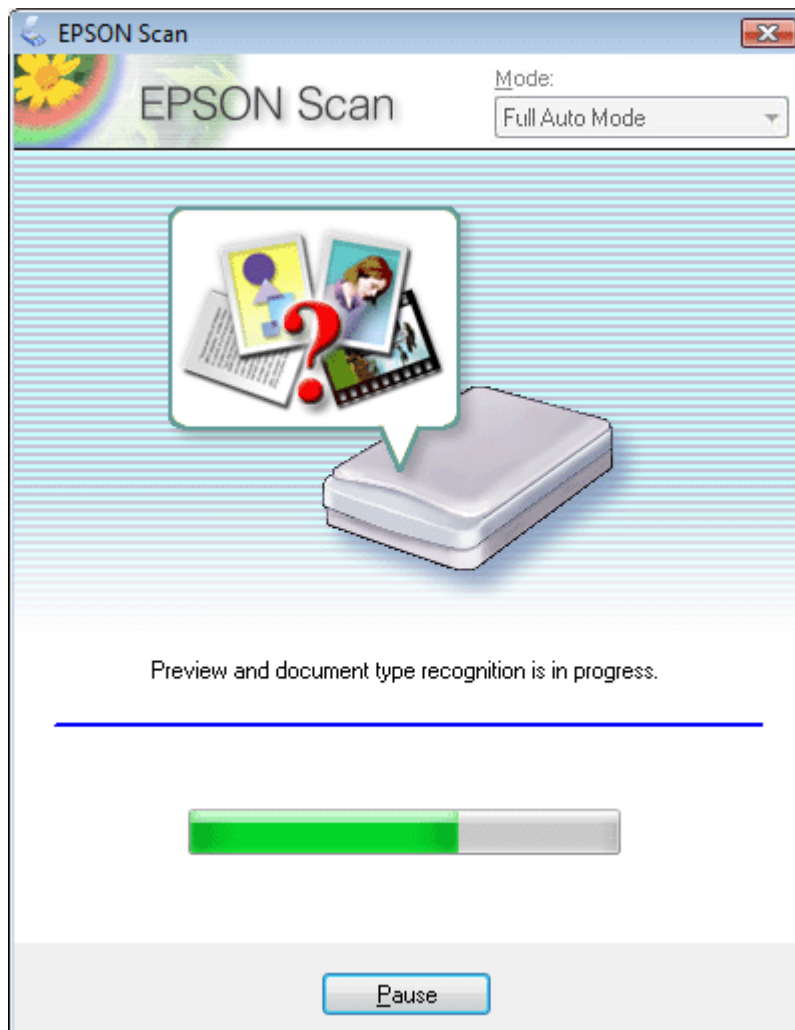 EPSON Scan
EPSON Scan
Mode:
Full Auto Mode
Preview and document type recognition is in progress.
Pause